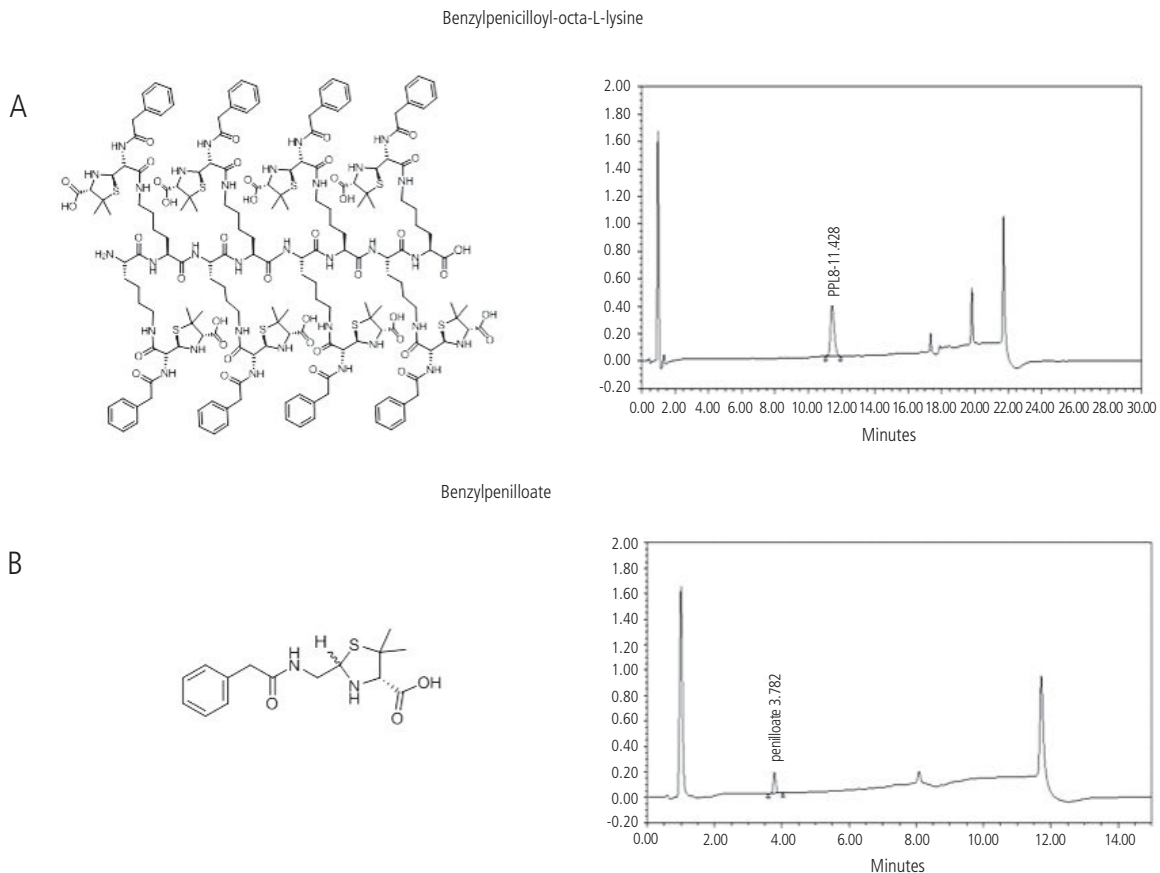 Benzylpenicilloyl-octa-L-lysine
A
2.00
1.80
1.60
1.40
1.20
1.00
0.80
0.60
0.40
0.20
0.00
-0.20
PPL8-11.428
0.00 2.00 4.00 6.00 8.00 10.00 12.00 14.00 16.00 18.00 20.00 22.00 24.00 26.00 28.00 30.00
Minutes
Benzylpenilloate
B
H
S
H
N
O
NH
OH
O
2.00
1.80
1.60
1.40
1.20
1.00
0.80
0.60
0.40
0.20
0.00
-0.20
penilloate 3.782
0.00 2.00 4.00 6.00 8.00 10.00 12.00 14.00
Minutes